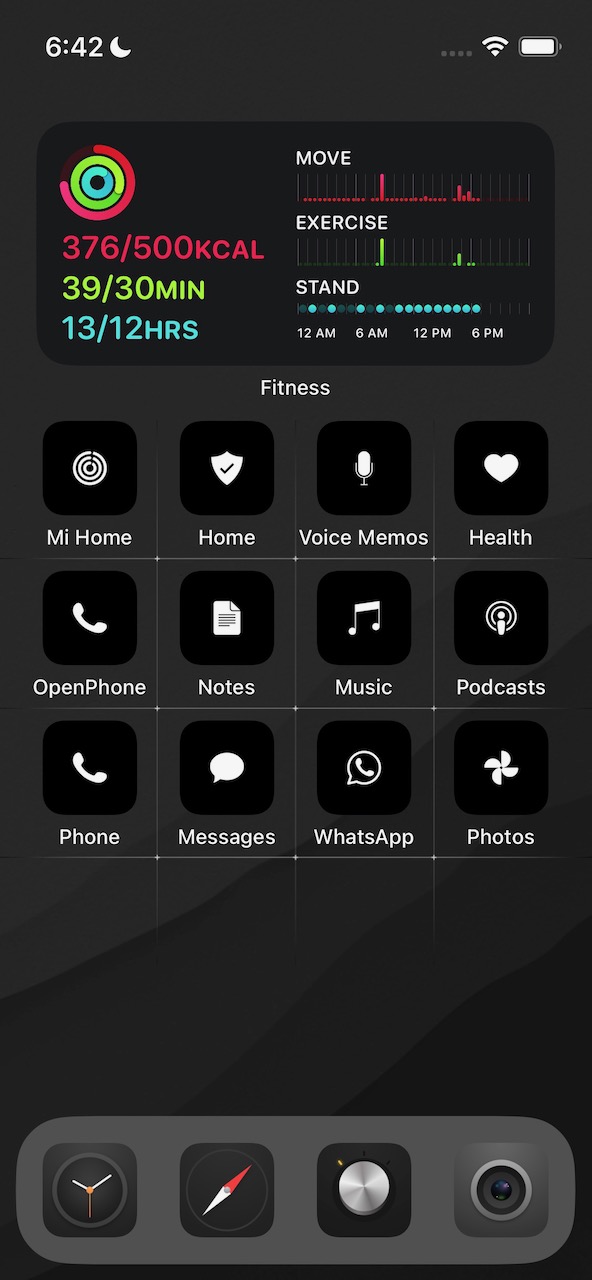 6:42
MOVE
376/500KCAL
EXERCISE
39/30MIN
STAND
13/12HRS
12 AM 6 AM 12 PM 6 PM
Fitness
Mi Home Home Voice Memos Health
OpenPhone Notes Music Podcasts
Phone Messages WhatsApp Photos